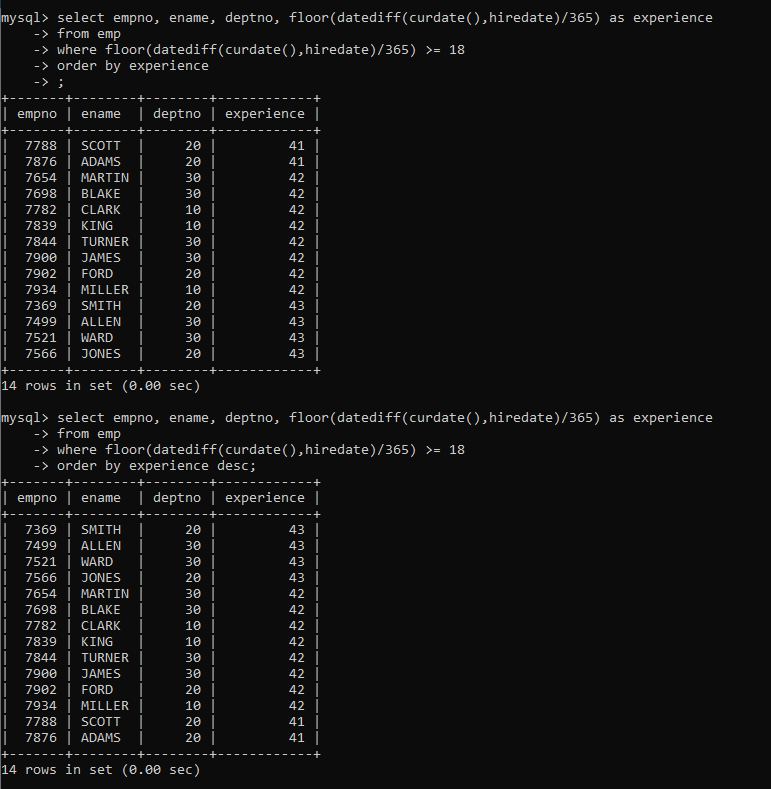 mysql> select empno, ename, deptno, floor(datediff(curdate(),hiredate)/365) as experience
    -> from emp
    -> where floor(datediff(curdate(),hiredate)/365) >= 18
    -> order by experience
    -> ;
+-------+--------+--------+------------+
| empno | ename  | deptno | experience |
+-------+--------+--------+------------+
|  7788 | SCOTT  |     20 |         41 |
|  7876 | ADAMS  |     20 |         41 |
|  7654 | MARTIN |     30 |         42 |
|  7698 | BLAKE  |     30 |         42 |
|  7782 | CLARK  |     10 |         42 |
|  7839 | KING   |     10 |         42 |
|  7844 | TURNER |     30 |         42 |
|  7900 | JAMES  |     30 |         42 |
|  7902 | FORD   |     20 |         42 |
|  7934 | MILLER |     10 |         42 |
|  7369 | SMITH  |     20 |         43 |
|  7499 | ALLEN  |     30 |         43 |
|  7521 | WARD   |     30 |         43 |
|  7566 | JONES  |     20 |         43 |
+-------+--------+--------+------------+
14 rows in set (0.00 sec)

mysql> select empno, ename, deptno, floor(datediff(curdate(),hiredate)/365) as experience
    -> from emp
    -> where floor(datediff(curdate(),hiredate)/365) >= 18
    -> order by experience desc;
+-------+--------+--------+------------+
| empno | ename  | deptno | experience |
+-------+--------+--------+------------+
|  7369 | SMITH  |     20 |         43 |
|  7499 | ALLEN  |     30 |         43 |
|  7521 | WARD   |     30 |         43 |
|  7566 | JONES  |     20 |         43 |
|  7654 | MARTIN |     30 |         42 |
|  7698 | BLAKE  |     30 |         42 |
|  7782 | CLARK  |     10 |         42 |
|  7839 | KING   |     10 |         42 |
|  7844 | TURNER |     30 |         42 |
|  7900 | JAMES  |     30 |         42 |
|  7902 | FORD   |     20 |         42 |
|  7934 | MILLER |     10 |         42 |
|  7788 | SCOTT  |     20 |         41 |
|  7876 | ADAMS  |     20 |         41 |
+-------+--------+--------+------------+
14 rows in set (0.00 sec)